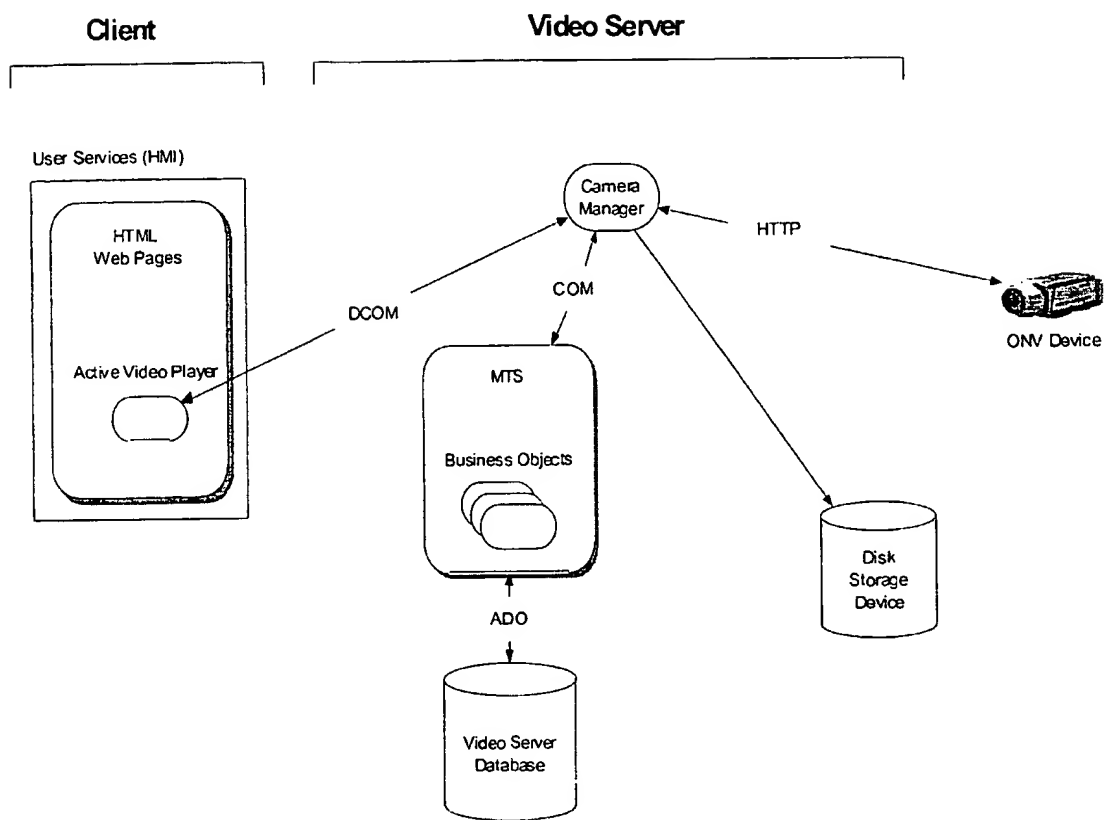 Client
Video Server
User Services (HMI)
HTML
Web Pages
Active Video Player
DCOM
Camera
Manager
COM
HTTP
ONV Device
MTS
Business Objects
ADO
Disk
Storage
Device
Video Server
Database